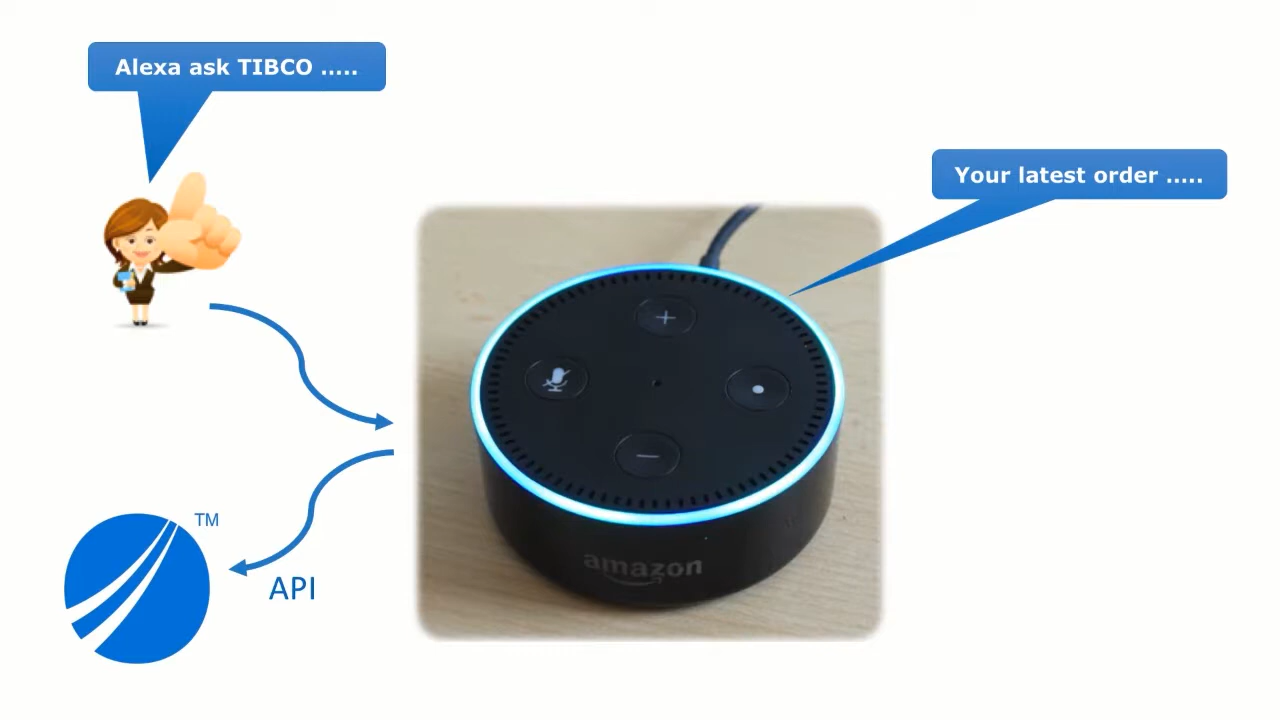 Alexa ask TIBCO .....
Your latest order .....
TM
API
amazon